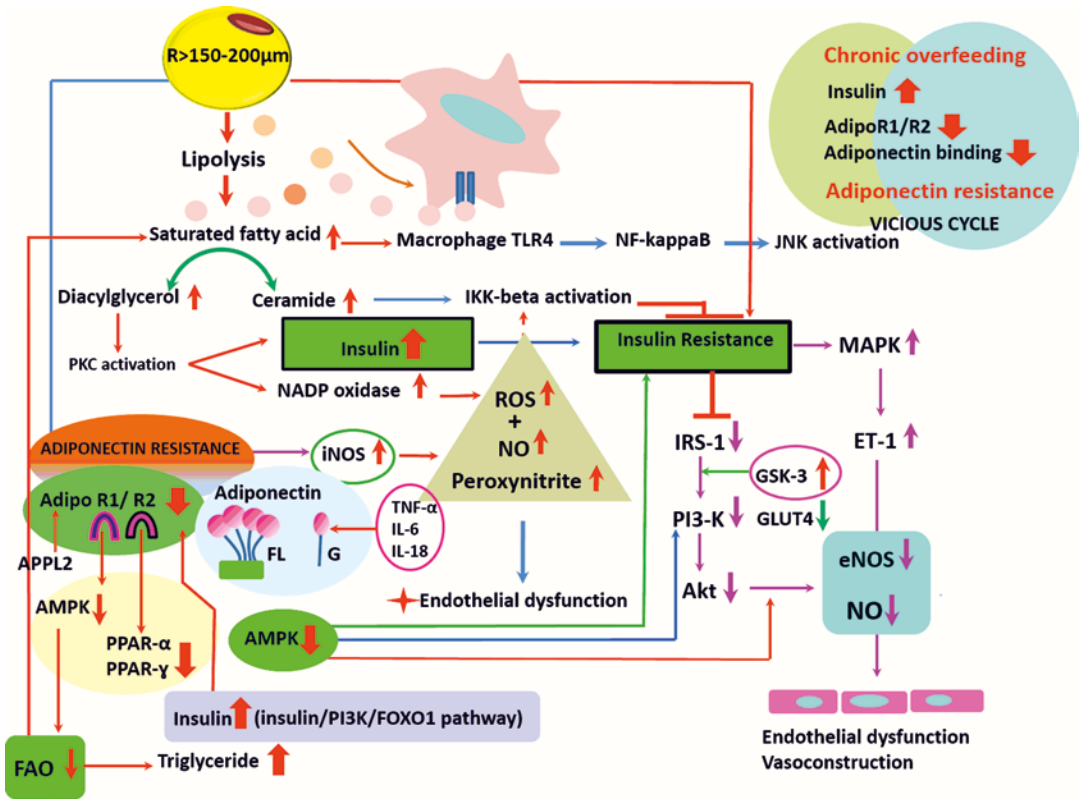 R>150-200µm
Lipolysis
Chronic overfeeding
Insulin
AdipoR1/R2
Adiponectin binding
Adiponectin resistance
VICIOUS CYCLE
Saturated fatty acid
Macrophage TLR4
NF-kappaB
JNK activation
Diacylglycerol
Ceramide
IKK-beta activation
PKC activation
Insulin
Insulin Resistance
MAPK
NADP oxidase
ROS
+
NO
Peroxynitrite
ADIPONECTIN RESISTANCE
iNOS
IRS-1
ET-1
Adipo R1/ R2
Adiponectin
FL
G
TNF-α
IL-6
IL-18
GSK-3
PI3-K
GLUT4
APPL2
AMPK
PPAR-α
PPAR-ɣ
AMPK
Endothelial dysfunction
Akt
eNOS
NO
Insulin (insulin/PI3K/FOXO1 pathway)
FAO
Triglyceride
Endothelial dysfunction
Vasoconstruction